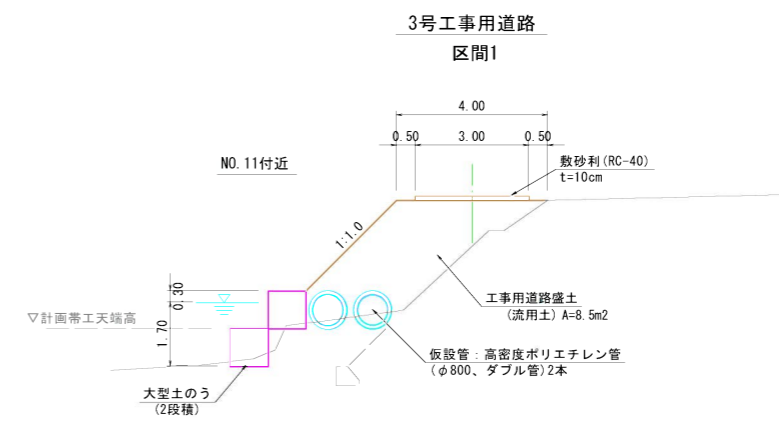 3号工事用道路
区間1
4.00
0.50
3.00
0.50
NO.11付近
敷砂利(RC-40)
t=10cm
1:1.0
0.30
工事用道路盛土
(流用土) A=8.5m2
▽計画帯工天端高
1.70
仮設管：高密度ポリエチレン管
(φ800、ダブル管)2本
大型土のう
(2段積)